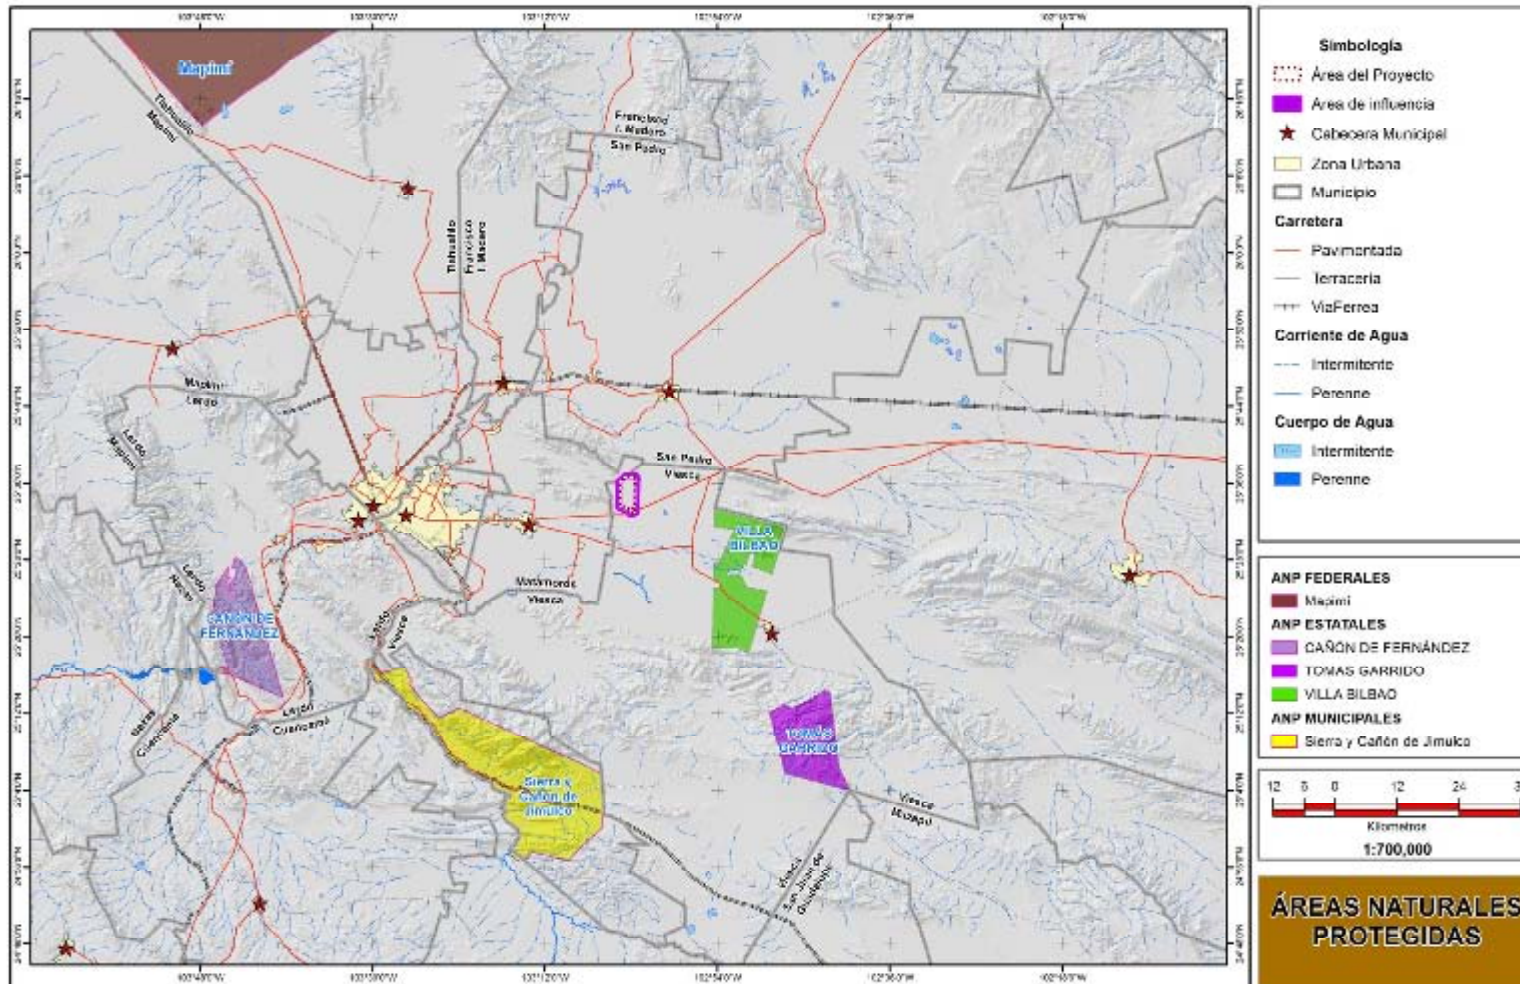 Mapimí
Tlahualilo
Mapimí
Francisco
I. Madero
San Pedro
Tlahualilo
Francisco
I. Madero
Mapimí
Lerdo
Lerdo
Mapimí
San Pedro
Viesca
VILLA
BILBAO
Matamoros
Viesca
Lerdo
Nazas
CAÑÓN DE
FERNÁNDEZ
Lerdo
Viesca
Lerdo
Cuencamé
Nazas
Cuencamé
TOMÁS
GARRIDO
Sierra y
Cañón de
Jimulco
Viesca
Mazapil
Viesca
San Juan de
Guadalupe
Simbología
Área del Proyecto
Area de influencia
Cabecera Municipal
Zona Urbana
Municipio
Carretera
Pavimentada
Terracería
ViaFerrea
Corriente de Agua
Intermitente
Perenne
Cuerpo de Agua
Intermitente
Perenne
ANP FEDERALES
Mapimí
ANP ESTATALES
CAÑÓN DE FERNÁNDEZ
TOMAS GARRIDO
VILLA BILBAO
ANP MUNICIPALES
Sierra y Cañón de Jimulco
12 6 0 12 24
Kilometros
1:700,000
ÁREAS NATURALES
PROTEGIDAS